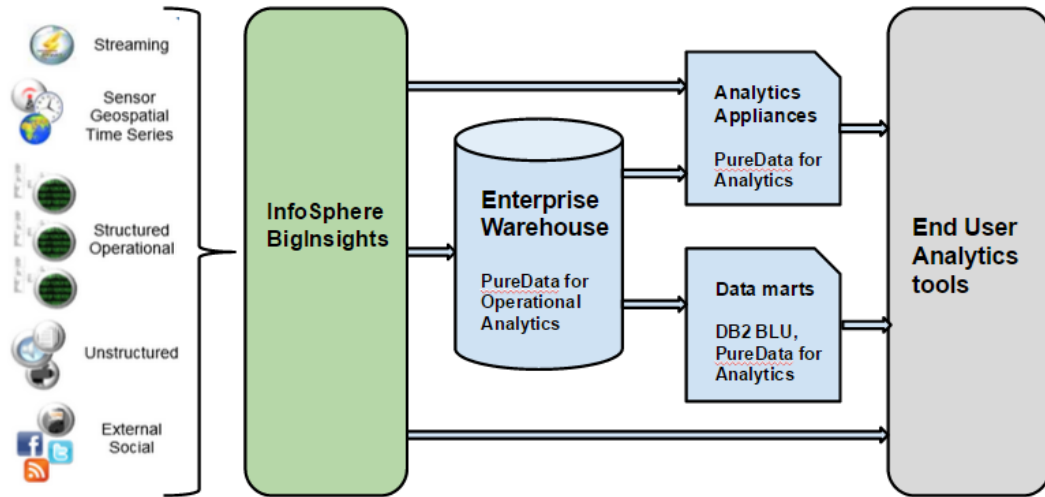 Streaming
Sensor
Geospatial
Time Series
Structured
Operational
Unstructured
External
Social
InfoSphere
BigInsights
Enterprise
Warehouse
PureData for
Operational
Analytics
Analytics
Appliances
PureData for
Analytics
Data marts
DB2 BLU,
PureData for
Analytics
End User
Analytics
tools